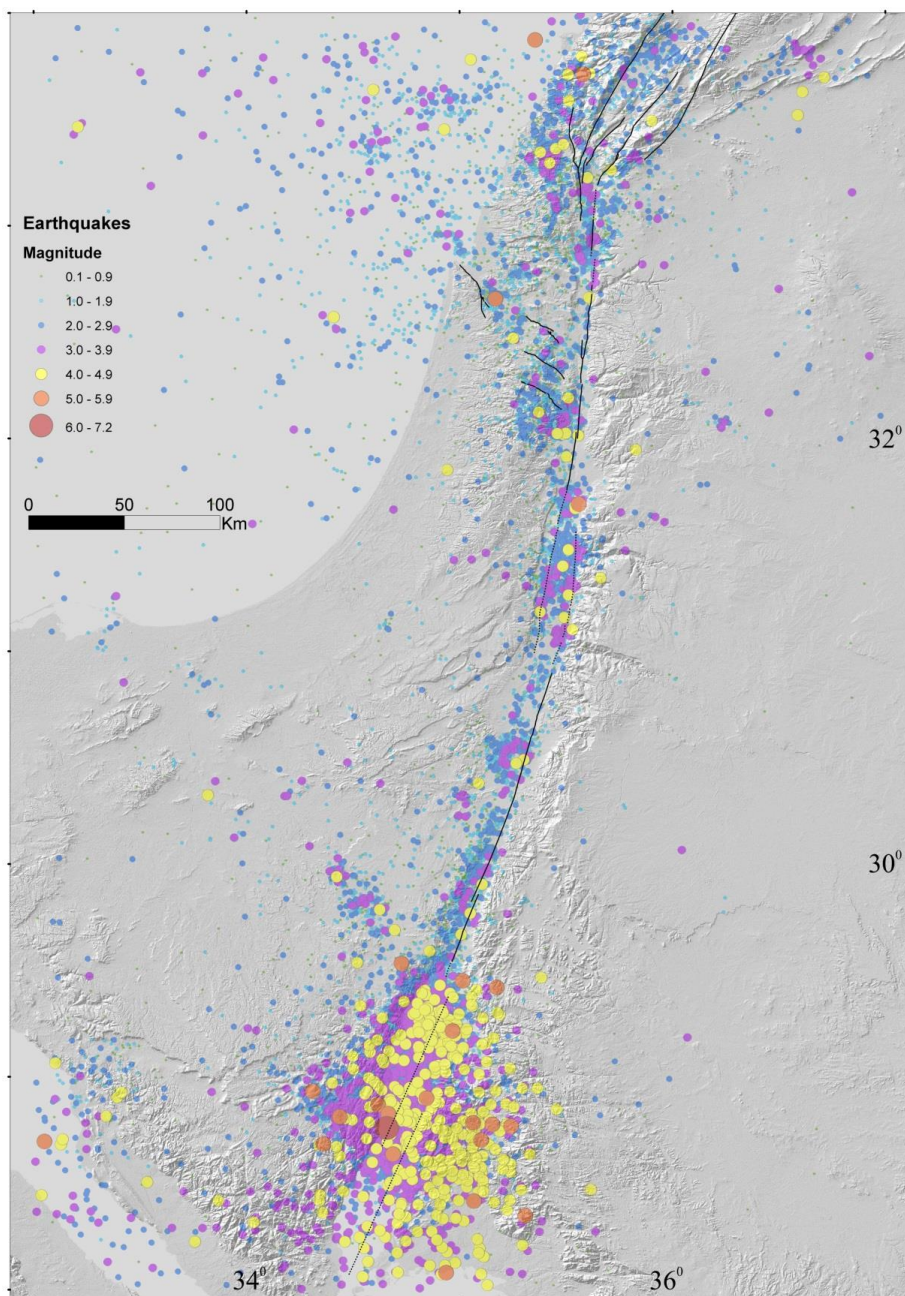 Earthquakes
Magnitude
0.1 - 0.9
1.0 - 1.9
2.0 - 2.9
3.0 - 3.9
4.0 - 4.9
5.0 - 5.9
6.0 - 7.2
32⁰
0 50 100
Km
30⁰
34⁰ 36⁰